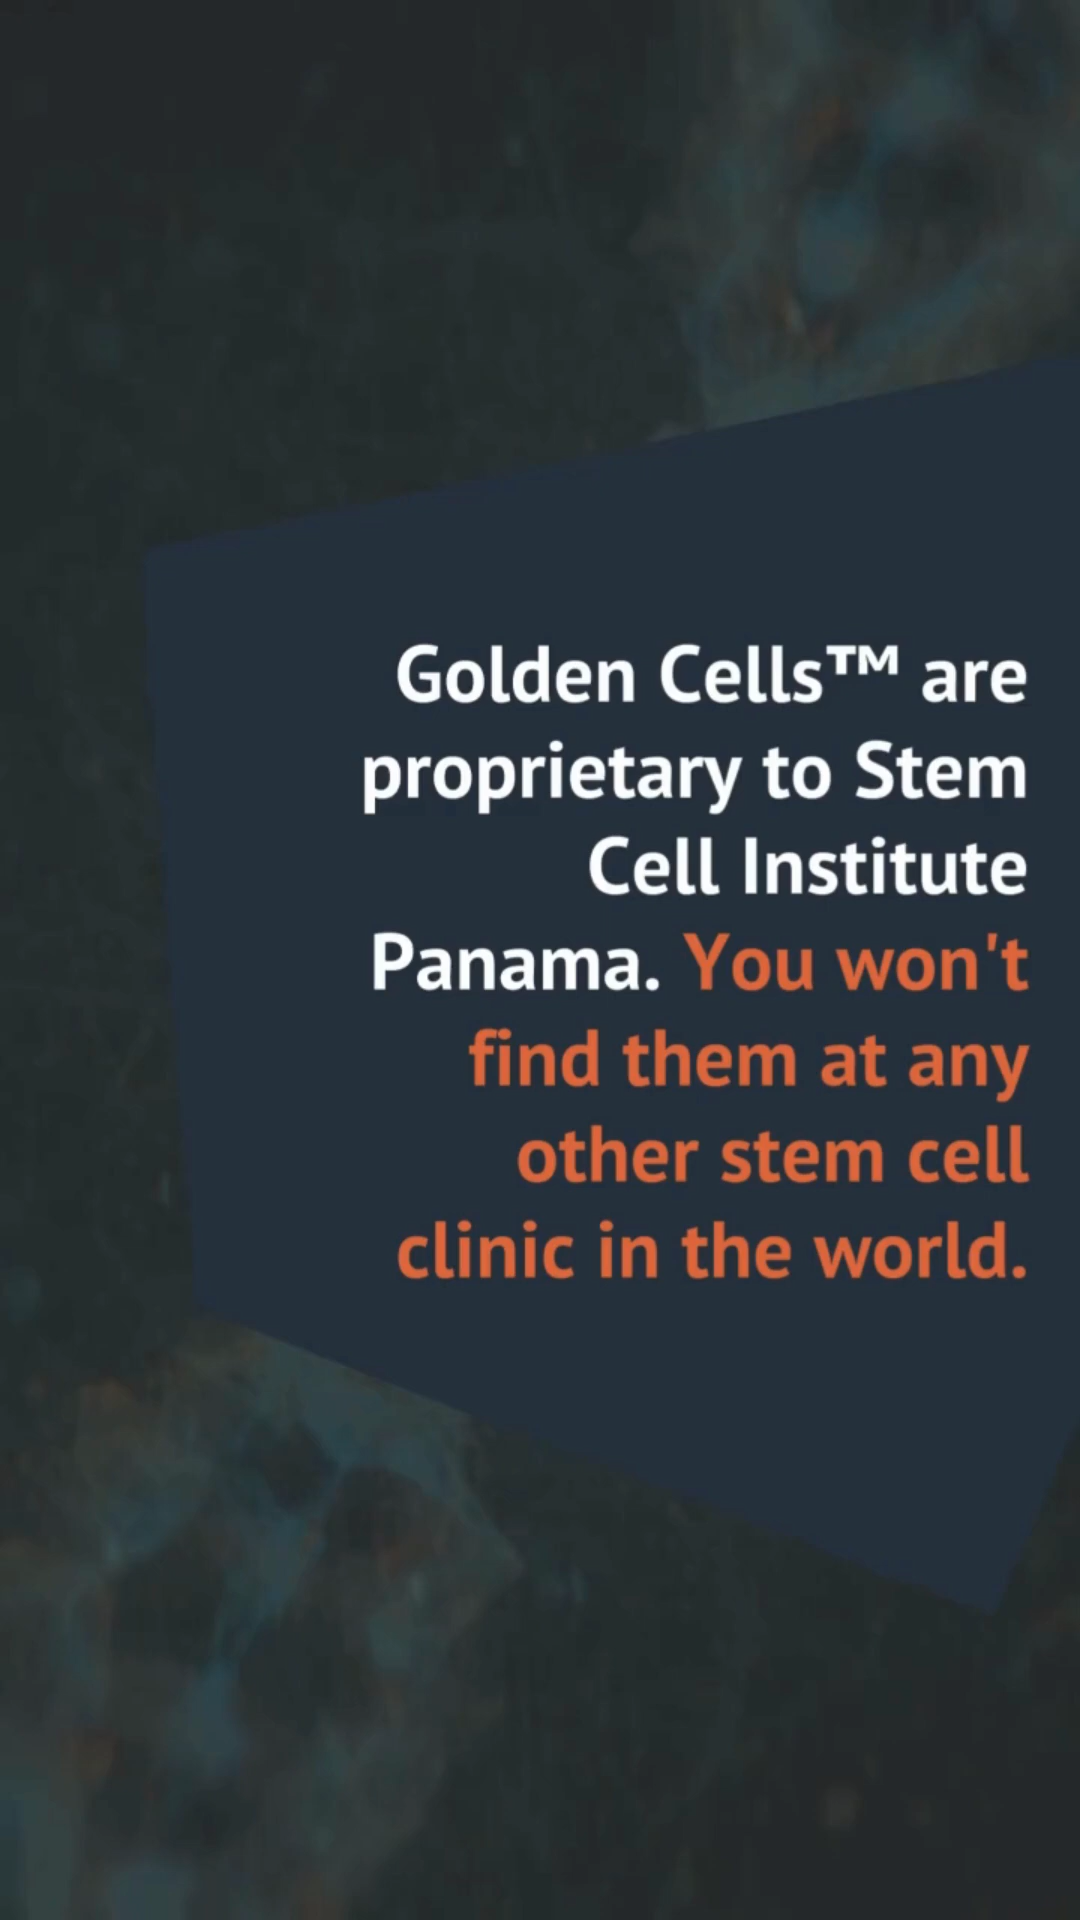 Golden Cells™ are
proprietary to Stem
Cell Institute
Panama. You won't
find them at any
other stem cell
clinic in the world.